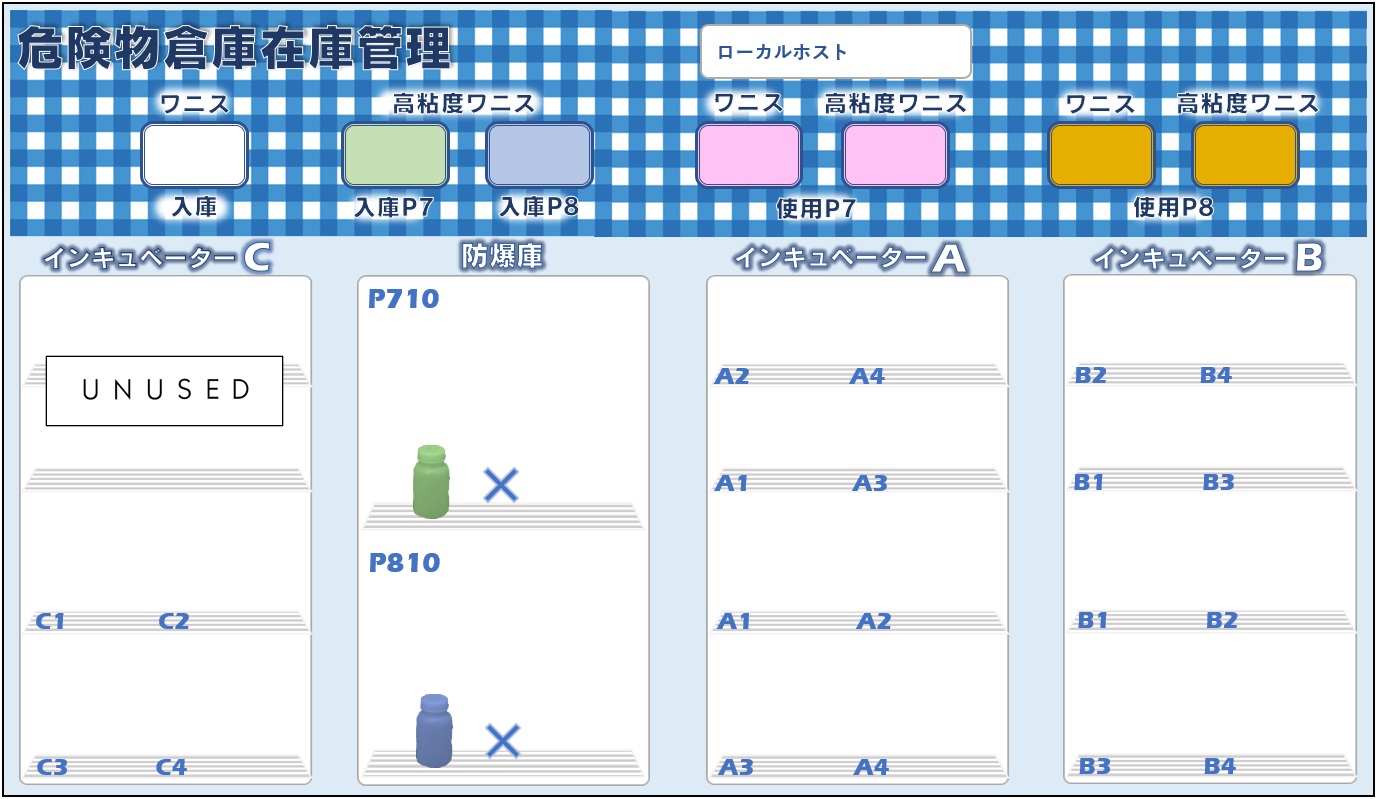 危険物倉庫在庫管理
ローカルホスト
ワニス
高粘度ワニス
ワニス
高粘度ワニス
ワニス
高粘度ワニス
入庫
入庫P7
入庫P8
使用P7
使用P8
インキュベーターC
防爆庫
インキュベーターA
インキュベーターB
P710
UNUSED
A2 A4
B2 B4
A1 A3
B1 B3
×
P810
C1 C2
A1 A2
B1 B2
×
C3 C4
A3 A4
B3 B4